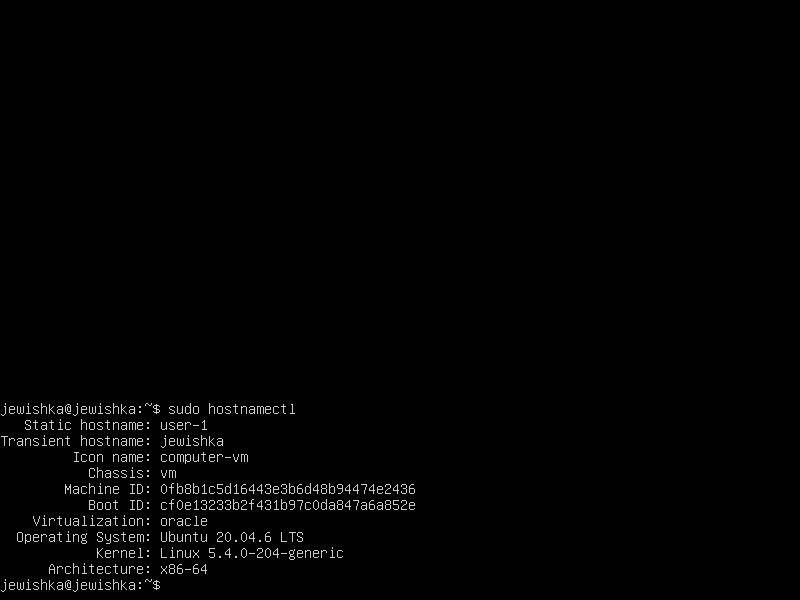 jewishka@jewishka:~$ sudo hostnamectl
   Static hostname: user-1
Transient hostname: jewishka
         Icon name: computer-vm
           Chassis: vm
        Machine ID: 0fb8b1c5d16443e3b6d48b94474e2436
           Boot ID: cf0e13233b2f431b97c0da847a6a852e
    Virtualization: oracle
  Operating System: Ubuntu 20.04.6 LTS
            Kernel: Linux 5.4.0-204-generic
      Architecture: x86-64
jewishka@jewishka:~$